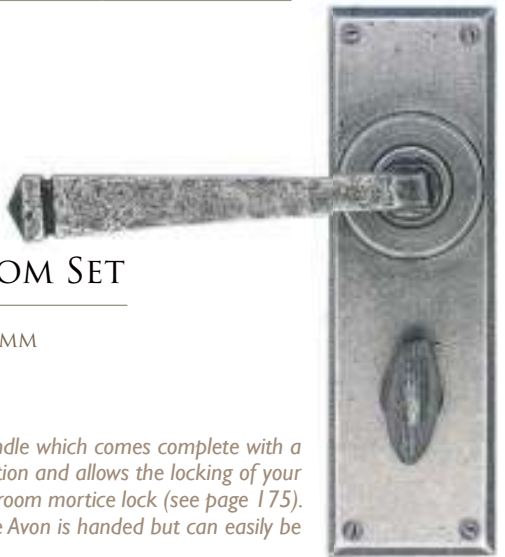 OM SET
MM
ndle which comes complete with a
tion and allows the locking of your
room mortice lock (see page 175).
e Avon is handed but can easily be